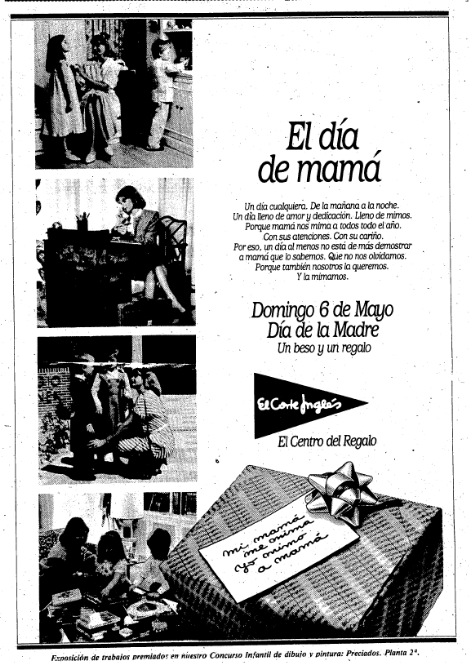 El día
de mamá
Un día cualquiera. De la mañana a la noche.
Un día lleno de amor y dedicación. Lleno de mimos.
Porque mamá nos mima a todos todo el año.
Con sus atenciones. Con su cariño.
Por eso, un día al menos no está de más demostrar
a mamá que lo sabemos. Que no nos olvidamos.
Porque también nosotros la queremos.
Y la mimamos.
Domingo 6 de Mayo
Día de la Madre
Un beso y un regalo
El Corte Inglés
El Centro del Regalo
mi mamá
me mima
yo mimo
a mamá
Exposición de trabajos premiados en nuestro Concurso Infantil de dibujo y pintura: Preciados. Planta 2ª.